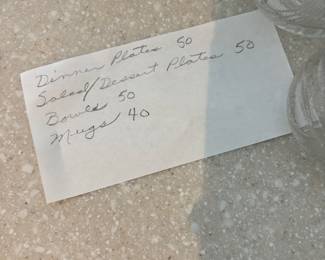 Dinner Plates 50
Salad/Dessert Plates 50
Bowls 50
Mugs 40